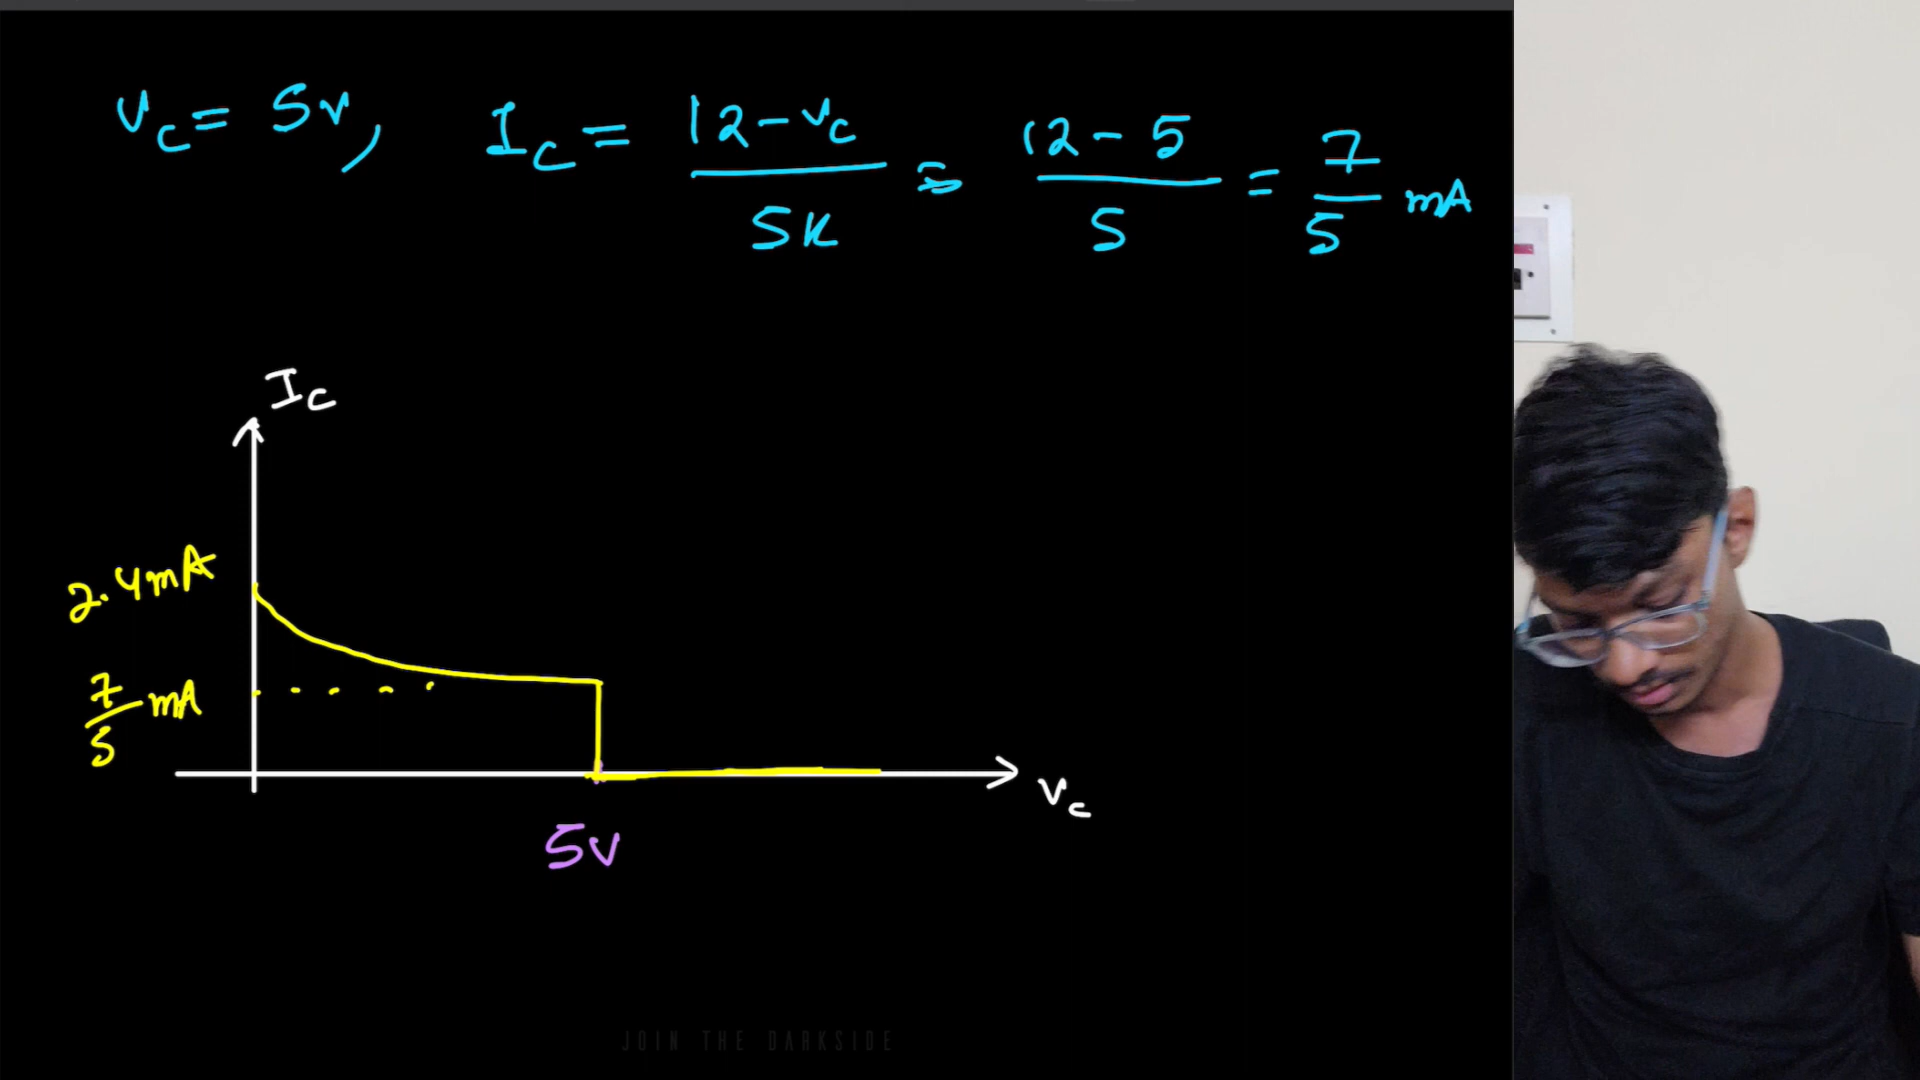 Vc = 5V, Ic = 12 - Vc / 5K = 12 - 5 / 5 = 7/5 mA
Ic
2.4mA
7/5 mA
Vc
5V
JOIN THE DARKSIDE